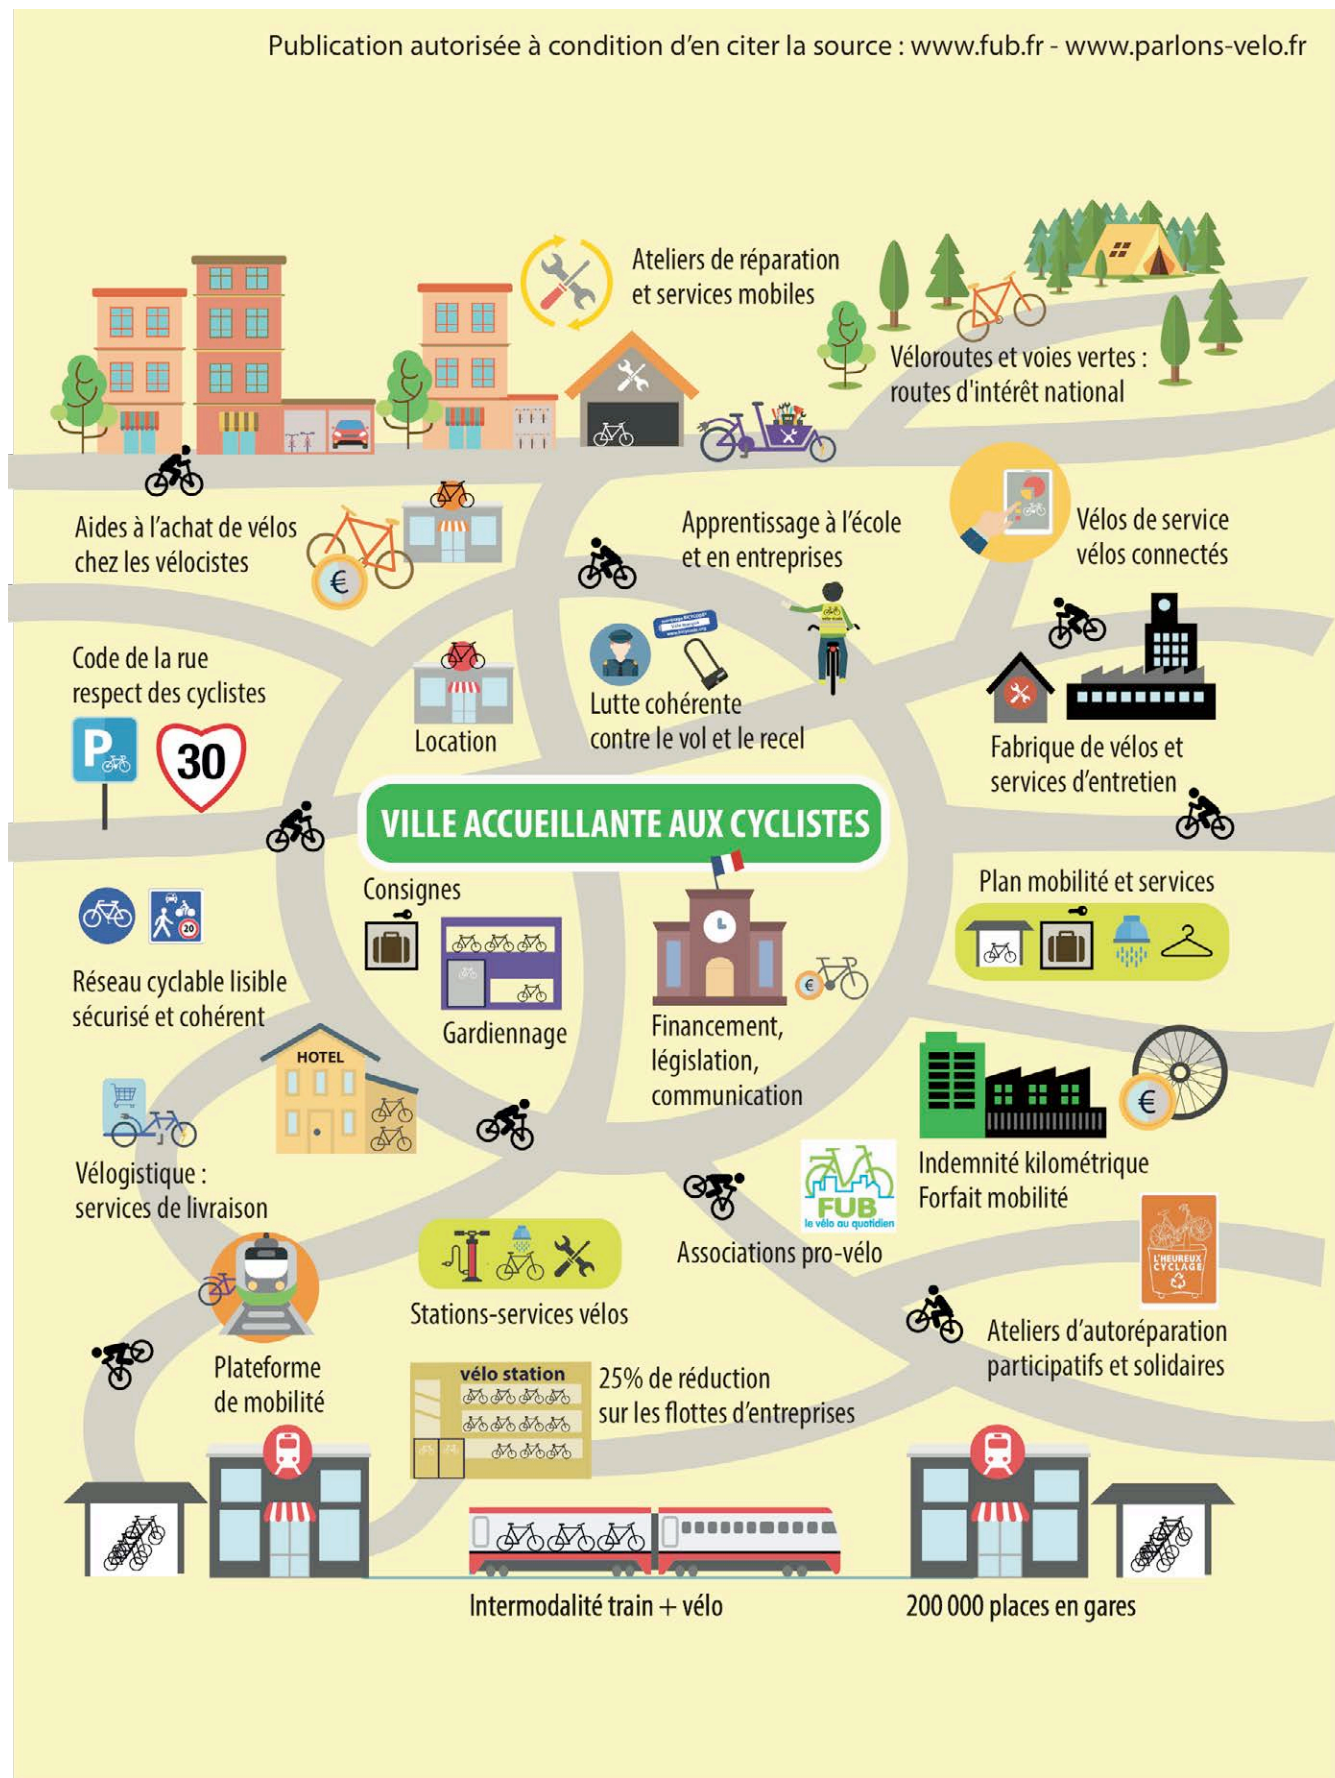 Publication autorisée à condition d'en citer la source : www.fub.fr - www.parlons-velo.fr
Ateliers de réparation
et services mobiles
Véloroutes et voies vertes :
routes d'intérêt national
Aides à l'achat de vélos
chez les vélocistes
€
Apprentissage à l'école
et en entreprises
Vélos de service
vélos connectés
Code de la rue
respect des cyclistes
P
30
Location
Lutte cohérente
contre le vol et le recel
Fabrique de vélos et
services d'entretien
VILLE ACCUEILLANTE AUX CYCLISTES
Consignes
Gardiennage
Financement,
législation,
communication
€
Plan mobilité et services
20
Réseau cyclable lisible
sécurisé et cohérent
HOTEL
Vélogistique :
services de livraison
€
Indemnité kilométrique
Forfait mobilité
FUB
le vélo au quotidien
Associations pro-vélo
L'HEUREUX
CYCLAGE
Ateliers d'autoréparation
participatifs et solidaires
Stations-services vélos
Plateforme
de mobilité
vélo station
25% de réduction
sur les flottes d'entreprises
Intermodalité train + vélo
200 000 places en gares